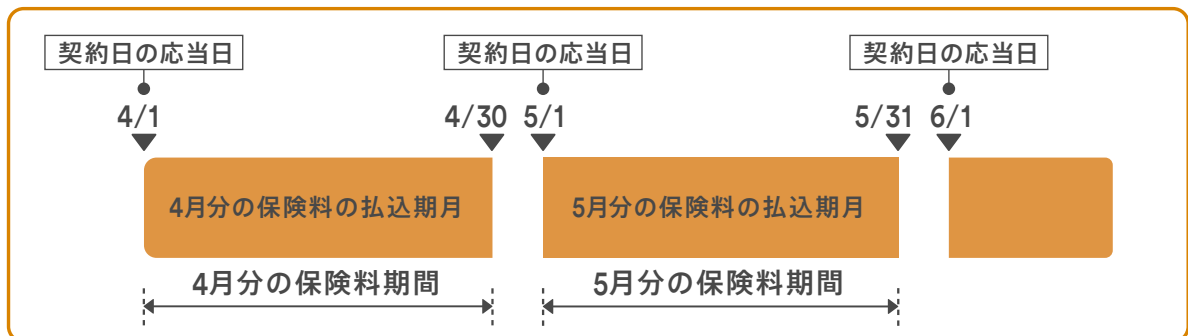 契約日の応当日 契約日の応当日 契約日の応当日
4/1 4/30 5/1 5/31 6/1
4月分の保険料の払込期月 5月分の保険料の払込期月
4月分の保険料期間 5月分の保険料期間